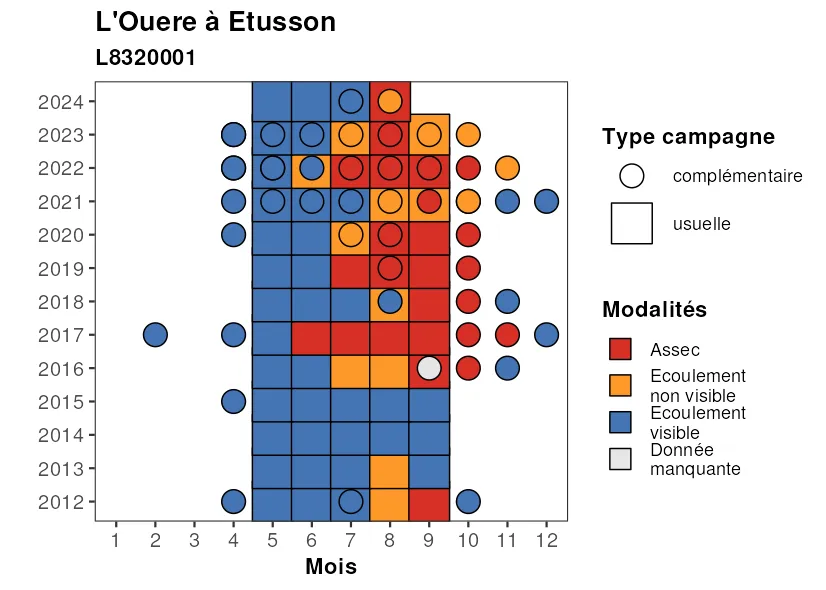 L'Ouere à Etusson
L8320001
2024
2023
2022
2021
2020
2019
2018
2017
2016
2015
2014
2013
2012
1 2 3 4 5 6 7 8 9 10 11 12
Mois
Type campagne
complémentaire
usuelle
Modalités
Assec
Ecoulement
non visible
Ecoulement
visible
Donnée
manquante